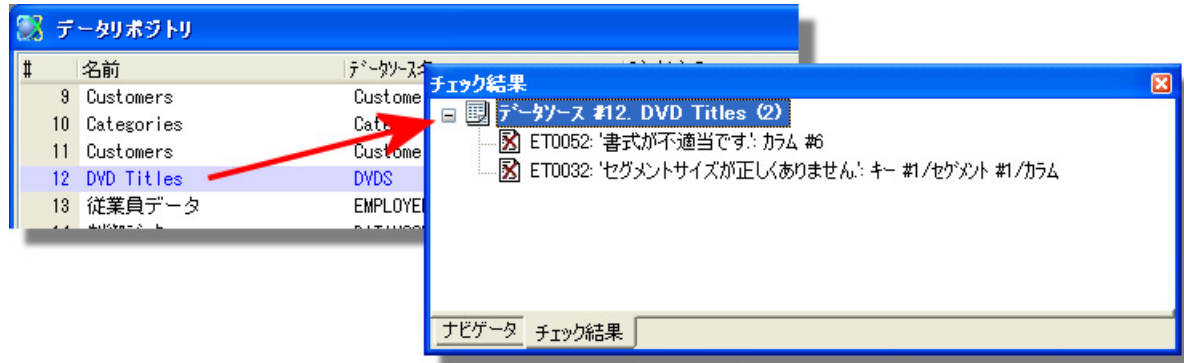 データリポジトリ
# 名前
9 Customers Custome
10 Categories Cate
11 Customers Custome
12 DVD Titles DVDS
13 従業員データ EMPLOYE
チェック結果
データソース #12. DVD Titles (2)
ET0052: '書式が不適当です.': カラム #6
ET0032: 'セグメントサイズが正しくありません.': キー #1/セグメント #1/カラム
ナビゲータ チェック結果